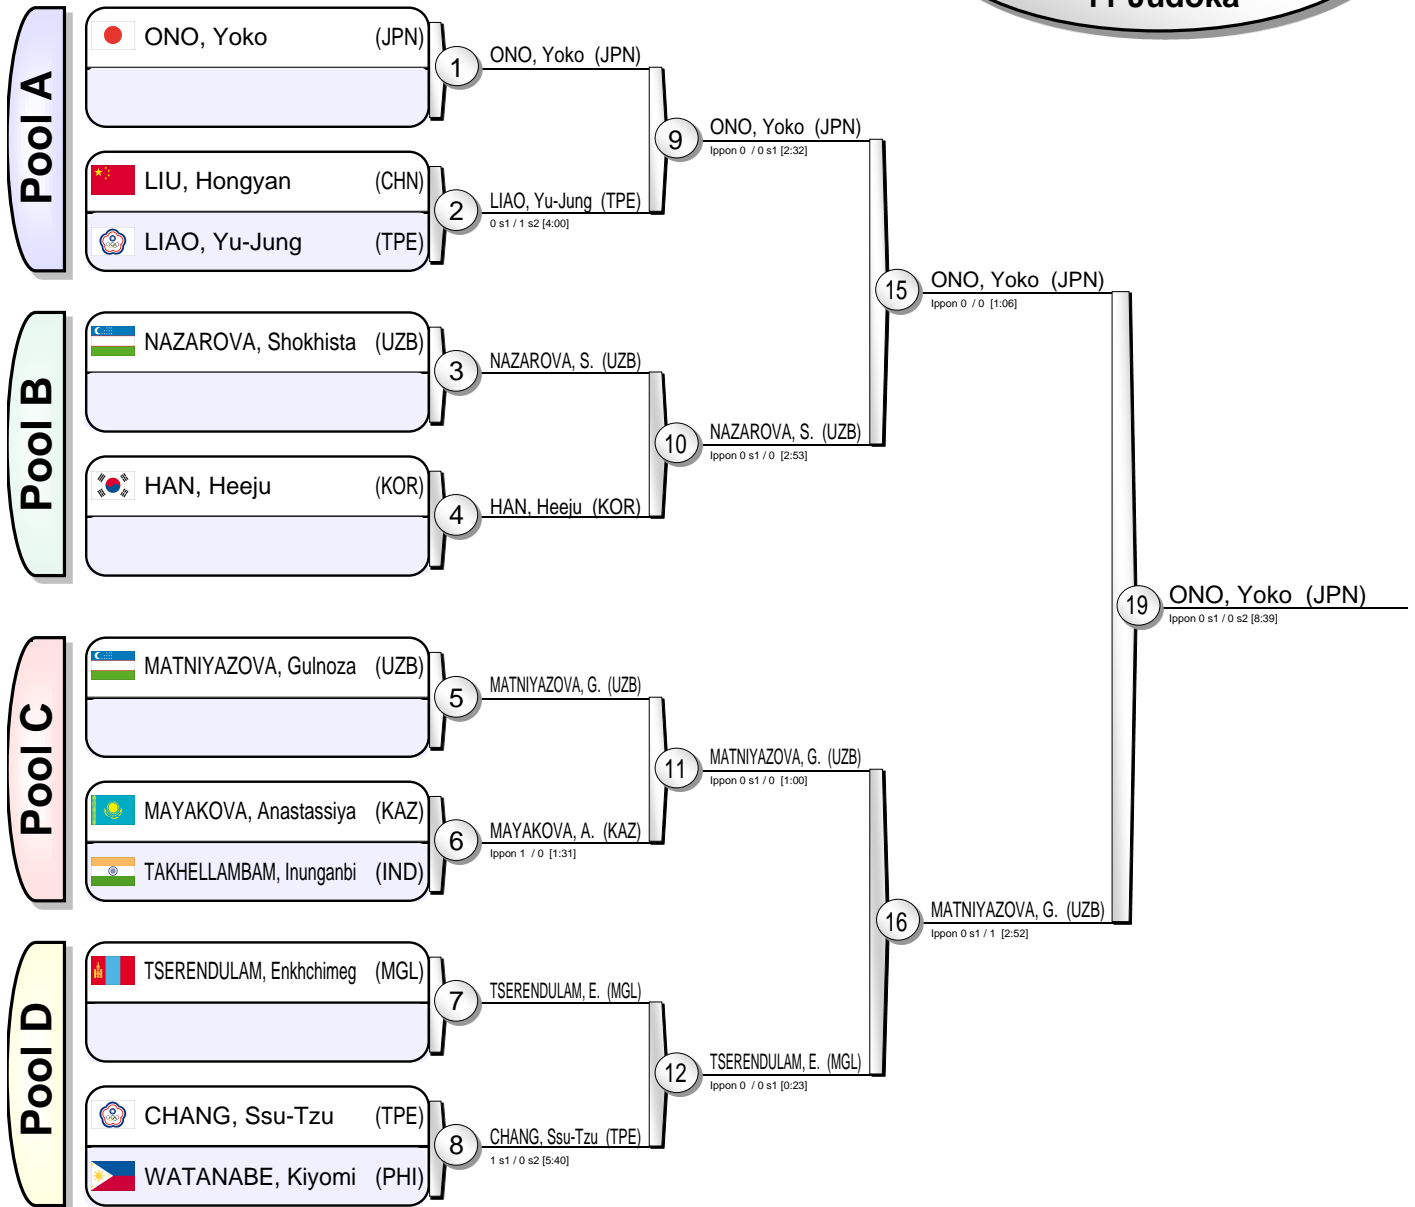 11 Judoka
Pool A
ONO, Yoko (JPN)
1
ONO, Yoko (JPN)
LIU, Hongyan (CHN)
LIAO, Yu-Jung (TPE)
2
LIAO, Yu-Jung (TPE)
0 s1 / 1 s2 [4:00]
9
ONO, Yoko (JPN)
Ippon 0 / 0 s1 [2:32]
Pool B
NAZAROVA, Shokhista (UZB)
3
NAZAROVA, S. (UZB)
HAN, Heeju (KOR)
4
HAN, Heeju (KOR)
10
NAZAROVA, S. (UZB)
Ippon 0 s1 / 0 [2:53]
15
ONO, Yoko (JPN)
Ippon 0 / 0 [1:06]
Pool C
MATNIYAZOVA, Gulnoza (UZB)
5
MATNIYAZOVA, G. (UZB)
MAYAKOVA, Anastassiya (KAZ)
TAKHELLAMBAM, Inunganbi (IND)
6
MAYAKOVA, A. (KAZ)
Ippon 1 / 0 [1:31]
11
MATNIYAZOVA, G. (UZB)
Ippon 0 s1 / 0 [1:00]
Pool D
TSERENDULAM, Enkhchimeg (MGL)
7
TSERENDULAM, E. (MGL)
CHANG, Ssu-Tzu (TPE)
WATANABE, Kiyomi (PHI)
8
CHANG, Ssu-Tzu (TPE)
1 s1 / 0 s2 [5:40]
12
TSERENDULAM, E. (MGL)
Ippon 0 / 0 s1 [0:23]
16
MATNIYAZOVA, G. (UZB)
Ippon 0 s1 / 1 [2:52]
19
ONO, Yoko (JPN)
Ippon 0 s1 / 0 s2 [8:39]